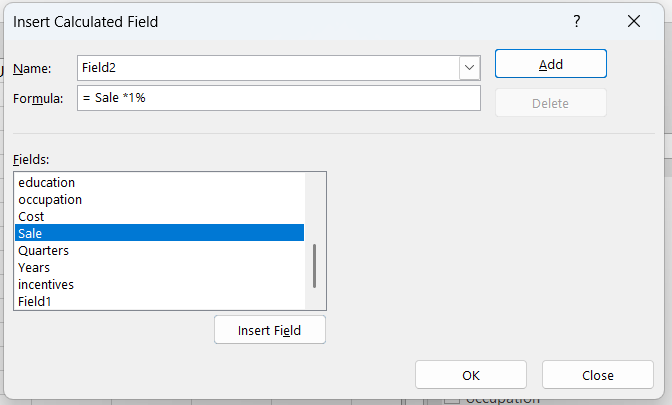 Insert Calculated Field
?
Name:
Field2
Add
Formula:
= Sale *1%
Delete
Fields:
education
occupation
Cost
Sale
Quarters
Years
incentives
Field1
Insert Field
OK
Close
occupation